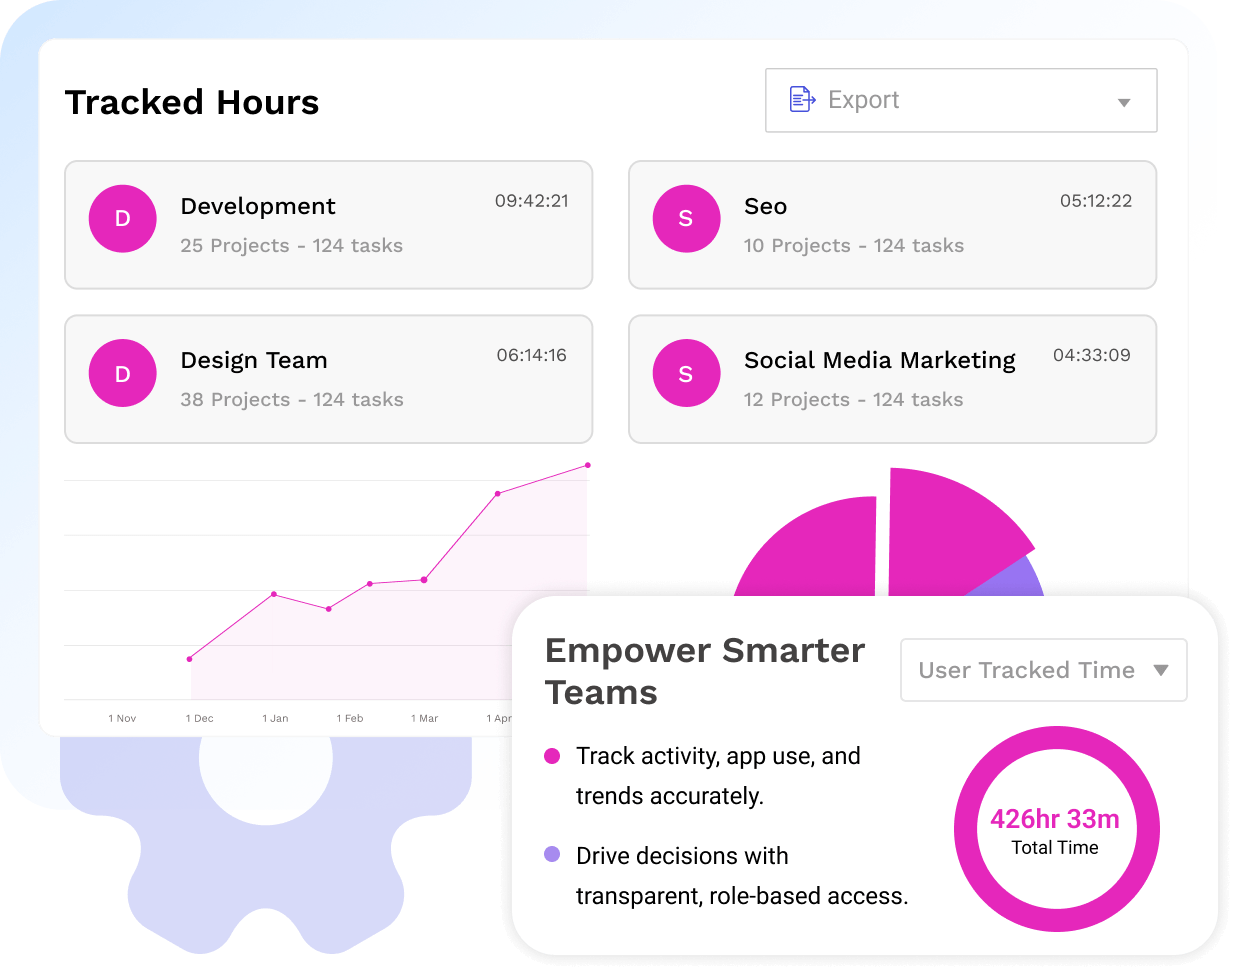 Tracked Hours
Export
D
Development
09:42:21
25 Projects - 124 tasks
S
Seo
05:12:22
10 Projects - 124 tasks
D
Design Team
06:14:16
38 Projects - 124 tasks
S
Social Media Marketing
04:33:09
12 Projects - 124 tasks
1 Nov
1 Dec
1 Jan
1 Feb
1 Mar
1 Apr
Empower Smarter
Teams
User Tracked Time
Track activity, app use, and
trends accurately.
Drive decisions with
transparent, role-based access.
426hr 33m
Total Time